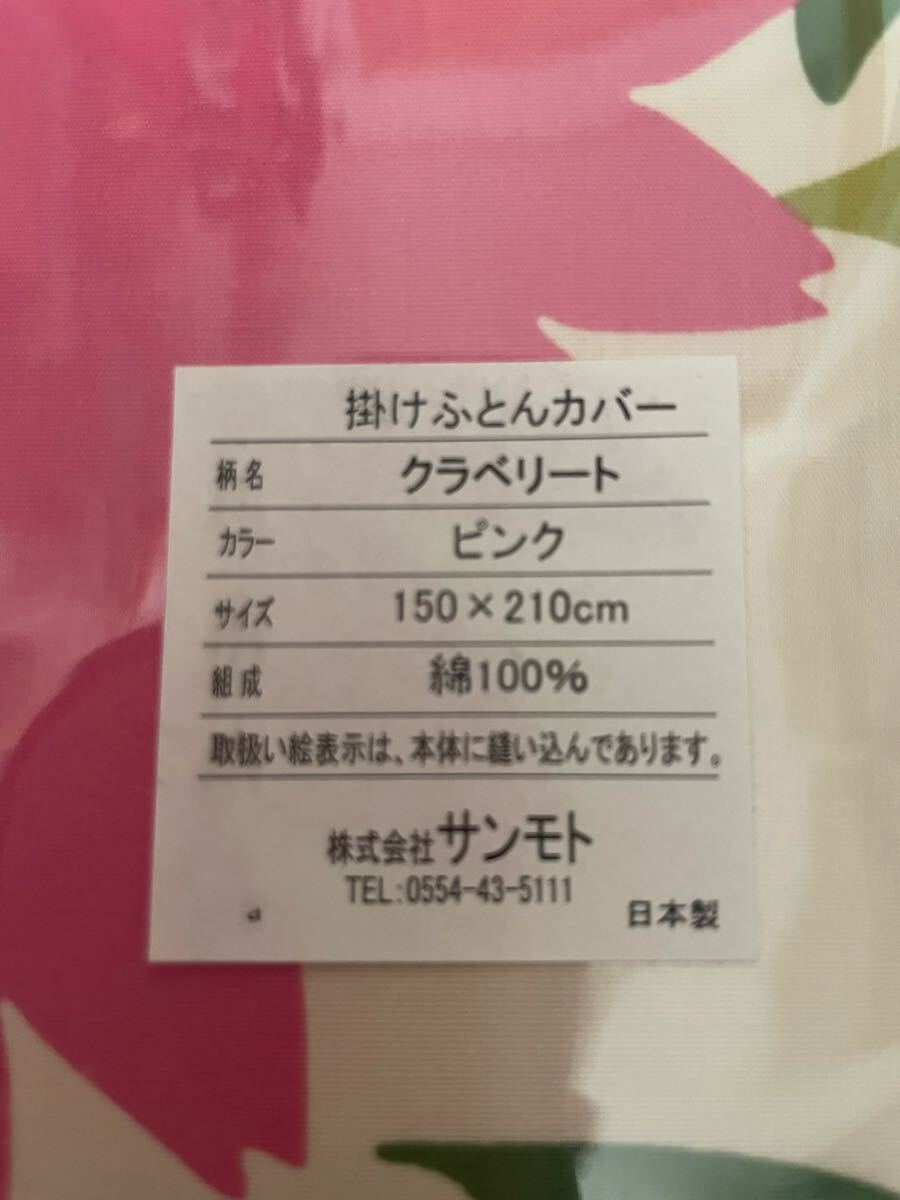 掛けふとんカバー
柄名 クラベリート
カラー ピンク
サイズ 150×210cm
組成 綿100%
取扱い絵表示は、本体に縫い込んであります。
株式会社サンモト
TEL:0554-43-5111
a 日本製